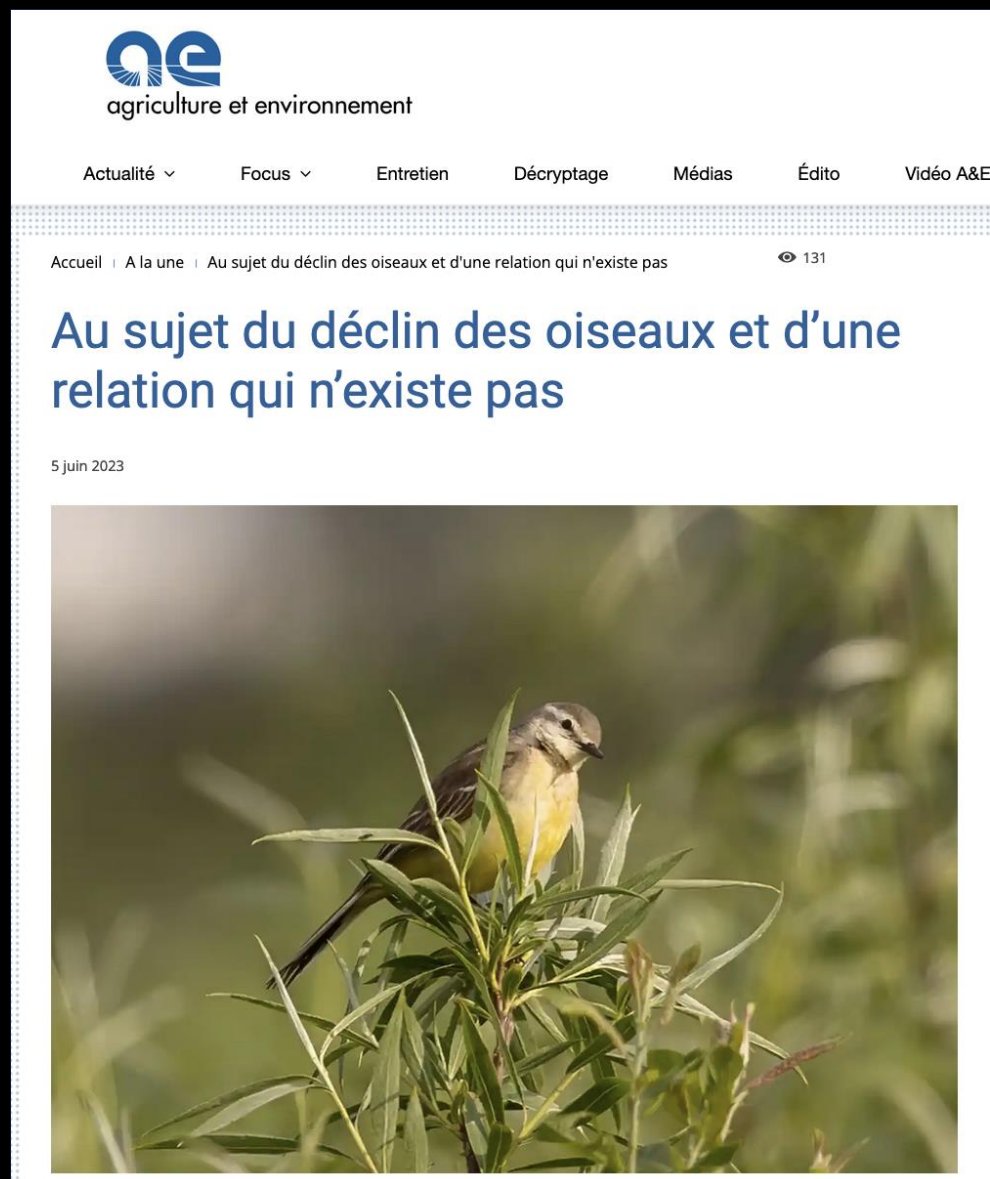 ae
agriculture et environnement
Actualité Focus Entretien Décryptage Médias Édito Vidéo A&E
Accueil A la une Au sujet du déclin des oiseaux et d'une relation qui n'existe pas 131
Au sujet du déclin des oiseaux et d’une
relation qui n’existe pas
5 juin 2023